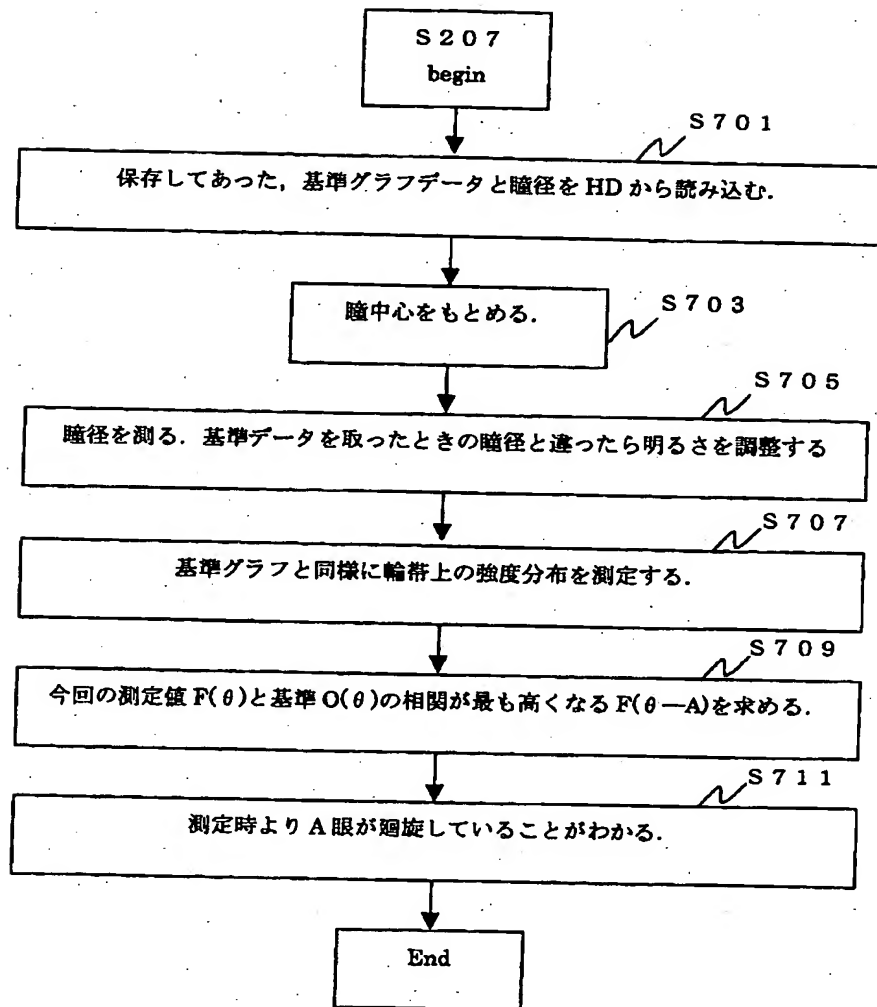 S207
begin
S701
保存してあった，基準グラフデータと瞳径をHDから読み込む．
S703
瞳中心をもとめる．
S705
瞳径を測る．基準データを取ったときの瞳径と違ったら明るさを調整する
S707
基準グラフと同様に輪帯上の強度分布を測定する．
S709
今回の測定値F(θ)と基準O(θ)の相関が最も高くなるF(θ—A)を求める．
S711
測定時よりA眼が廻旋していることがわかる．
End